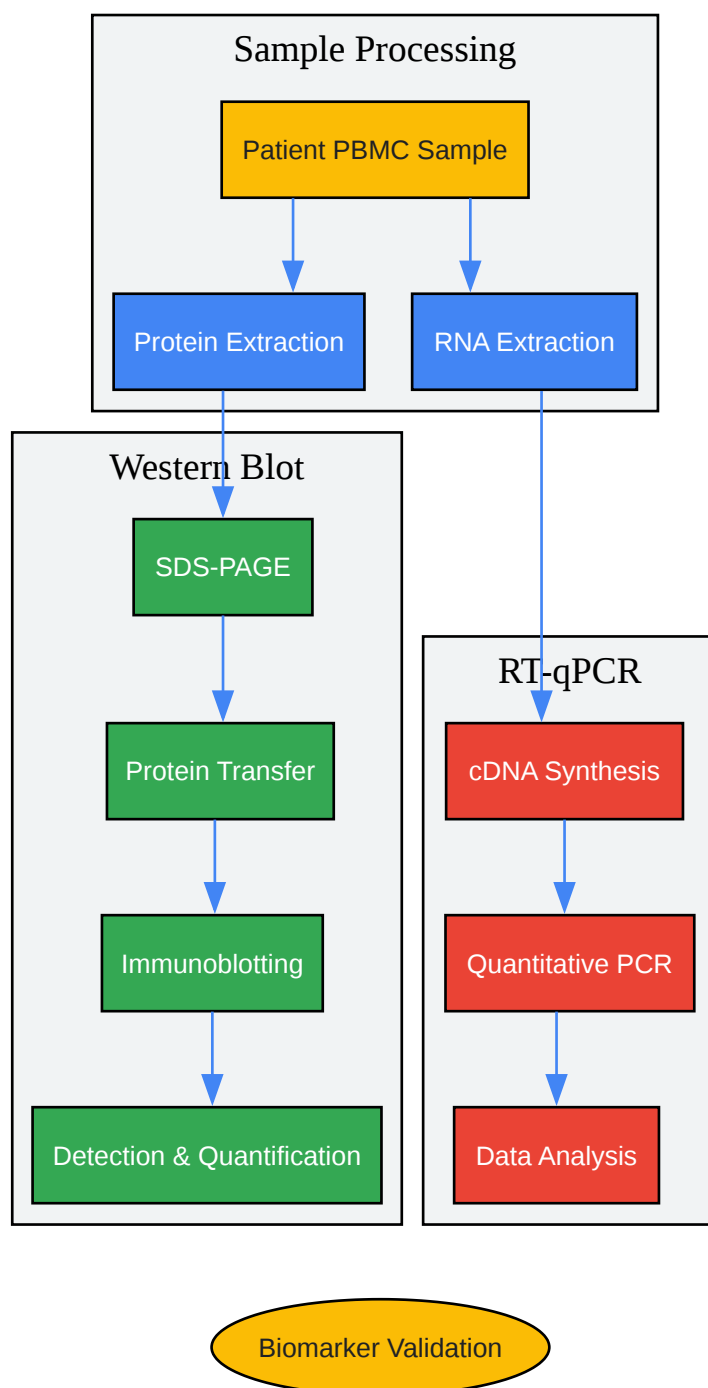 Sample Processing
Patient PBMC Sample
Protein Extraction
RNA Extraction
Western Blot
SDS-PAGE
Protein Transfer
Immunoblotting
Detection & Quantification
RT-qPCR
cDNA Synthesis
Quantitative PCR
Data Analysis
Biomarker Validation